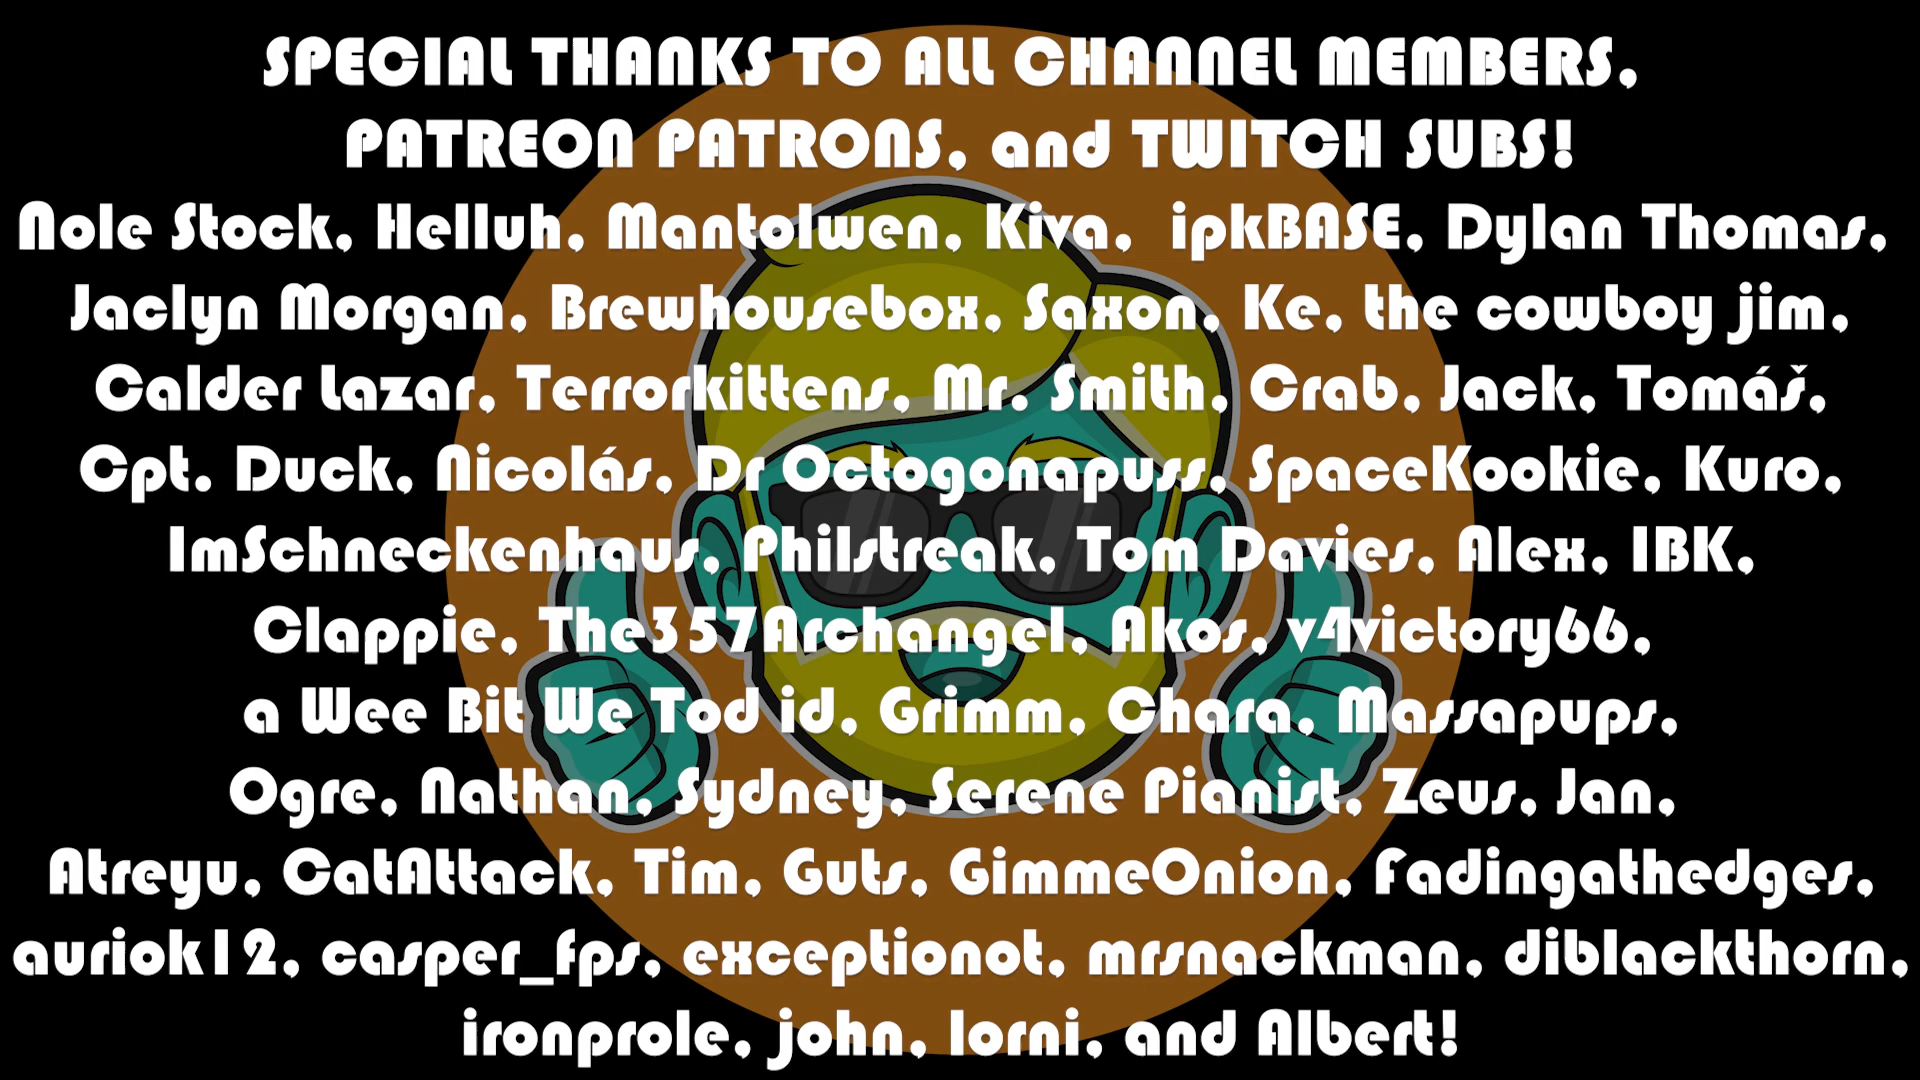 SPECIAL THANKS TO ALL CHANNEL MEMBERS,
PATREON PATRONS, and TWITCH SUBS!
Nole Stock, Helluh, Mantolwen, Kiva, ipkBASE, Dylan Thomas,
Jaclyn Morgan, Brewhousebox, Saxon, Ke, the cowboy jim,
Calder Lazar, Terrorkittens, Mr. Smith, Crab, Jack, Tomáš,
Cpt. Duck, Nicolás, Dr Octogonapuss, SpaceKookie, Kuro,
ImSchneckenhaus, Philstreak, Tom Davies, Alex, IBK,
Clappie, The357Archangel, Akos, v4victory66,
a Wee Bit We Tod id, Grimm, Chara, Massapups,
Ogre, Nathan, Sydney, Serene Pianist, Zeus, Jan,
Atreyu, CatAttack, Tim, Guts, GimmeOnion, Fadingathedges,
auriok12, casper_fps, exceptionot, mrsnackman, diblackthorn,
ironprole, john, lorni, and Albert!